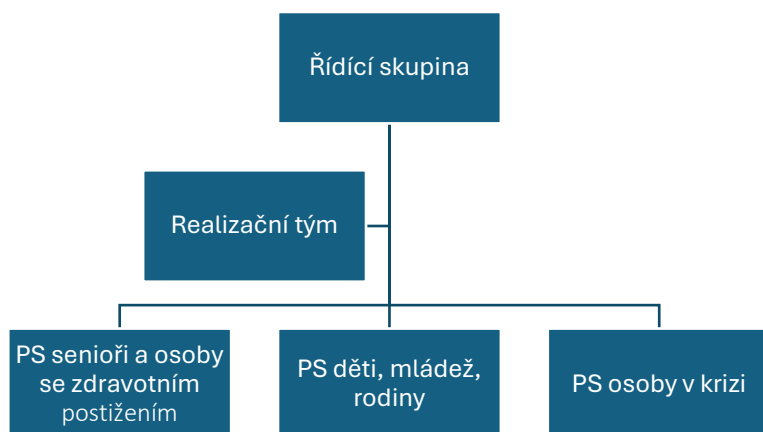 Řídící skupina
Realizační tým
PS senioři a osoby
se zdravotním
postižením
PS děti, mládež,
rodiny
PS osoby v krizi